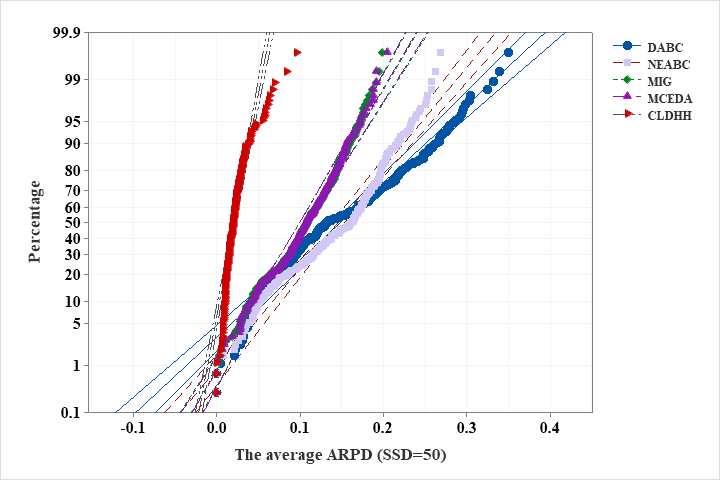 99.9
99
95
90
80
70
60
50
40
30
20
10
5
1
0.1
Percentage
-0.1 0.0 0.1 0.2 0.3 0.4
The average ARPD (SSD=50)
DABC
NEABC
MIG
MCEDA
CLDHH